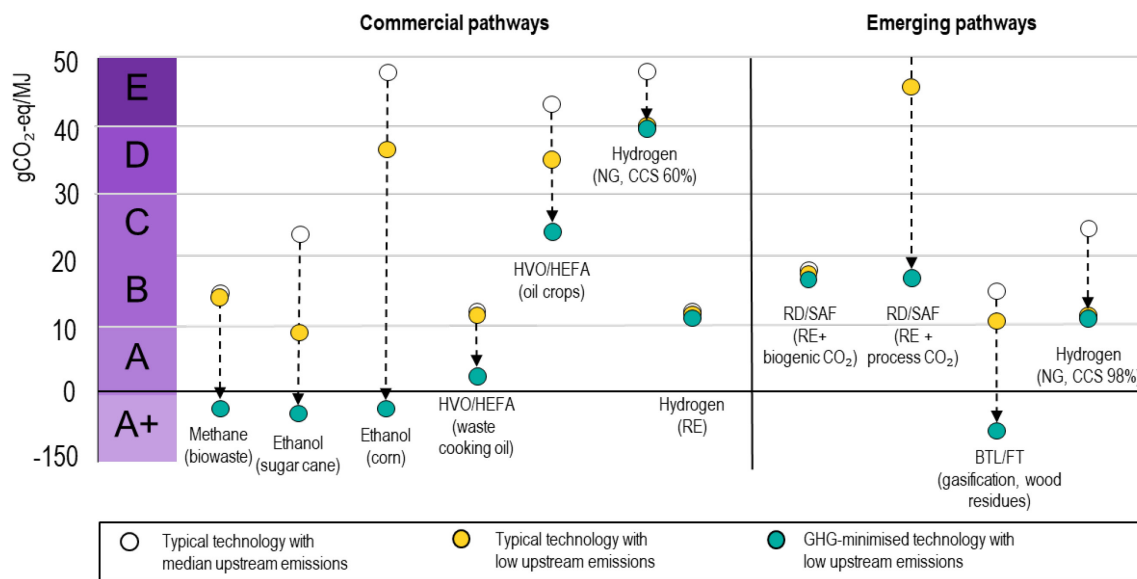 Commercial pathways
Emerging pathways
gCO₂-eq/MJ
50
40
30
20
10
0
-150
E
D
C
B
A
A+
Methane
(biowaste)
Ethanol
(sugar cane)
Ethanol
(corn)
HVO/HEFA
(waste
cooking oil)
HVO/HEFA
(oil crops)
Hydrogen
(NG, CCS 60%)
Hydrogen
(RE)
RD/SAF
(RE+
biogenic CO₂)
RD/SAF
(RE +
process CO₂)
BTL/FT
(gasification, wood
residues)
Hydrogen
(NG, CCS 98%)
Typical technology with
median upstream emissions
Typical technology with
low upstream emissions
GHG-minimised technology with
low upstream emissions